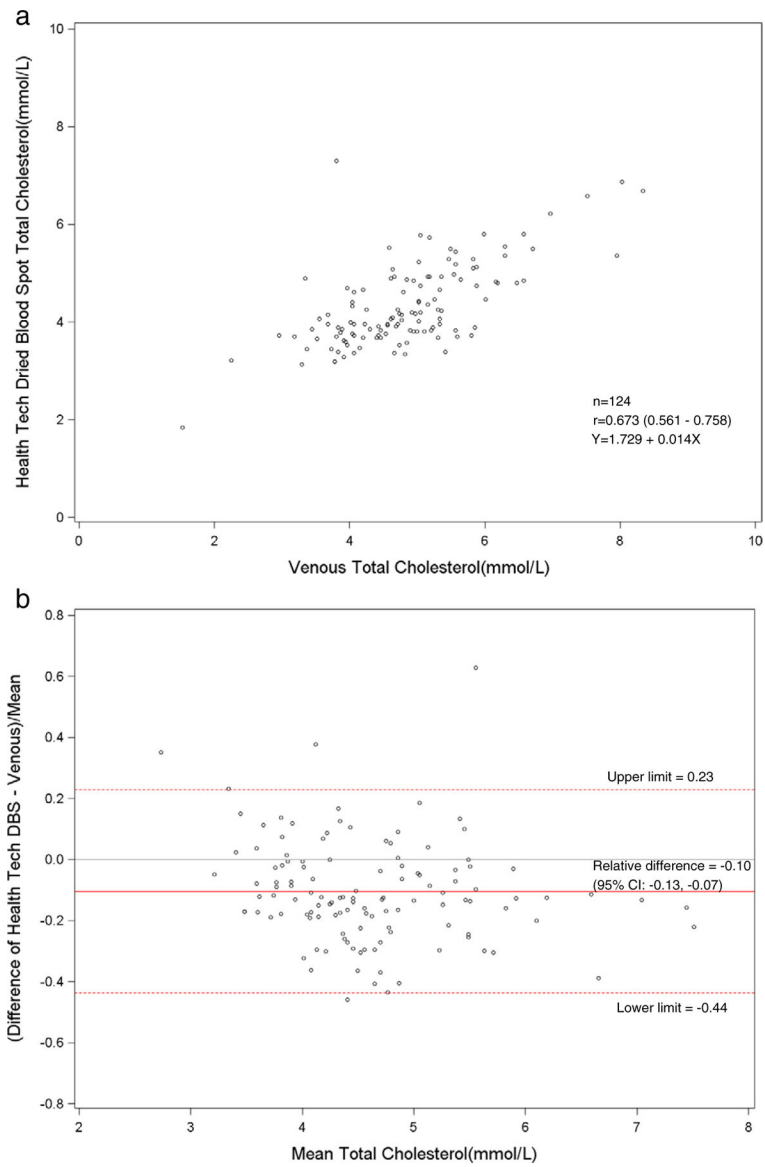 a
Health Tech Dried Blood Spot Total Cholesterol(mmol/L)
10
8
6
4
2
0
n=124
r=0.673 (0.561 - 0.758)
Y=1.729 + 0.014X
0 2 4 6 8 10
Venous Total Cholesterol(mmol/L)
b
(Difference of Health Tech DBS - Venous)/Mean
0.8
0.6
0.4
0.2
0.0
-0.2
-0.4
-0.6
-0.8
Upper limit = 0.23
Relative difference = -0.10
(95% CI: -0.13, -0.07)
Lower limit = -0.44
2 3 4 5 6 7 8
Mean Total Cholesterol(mmol/L)